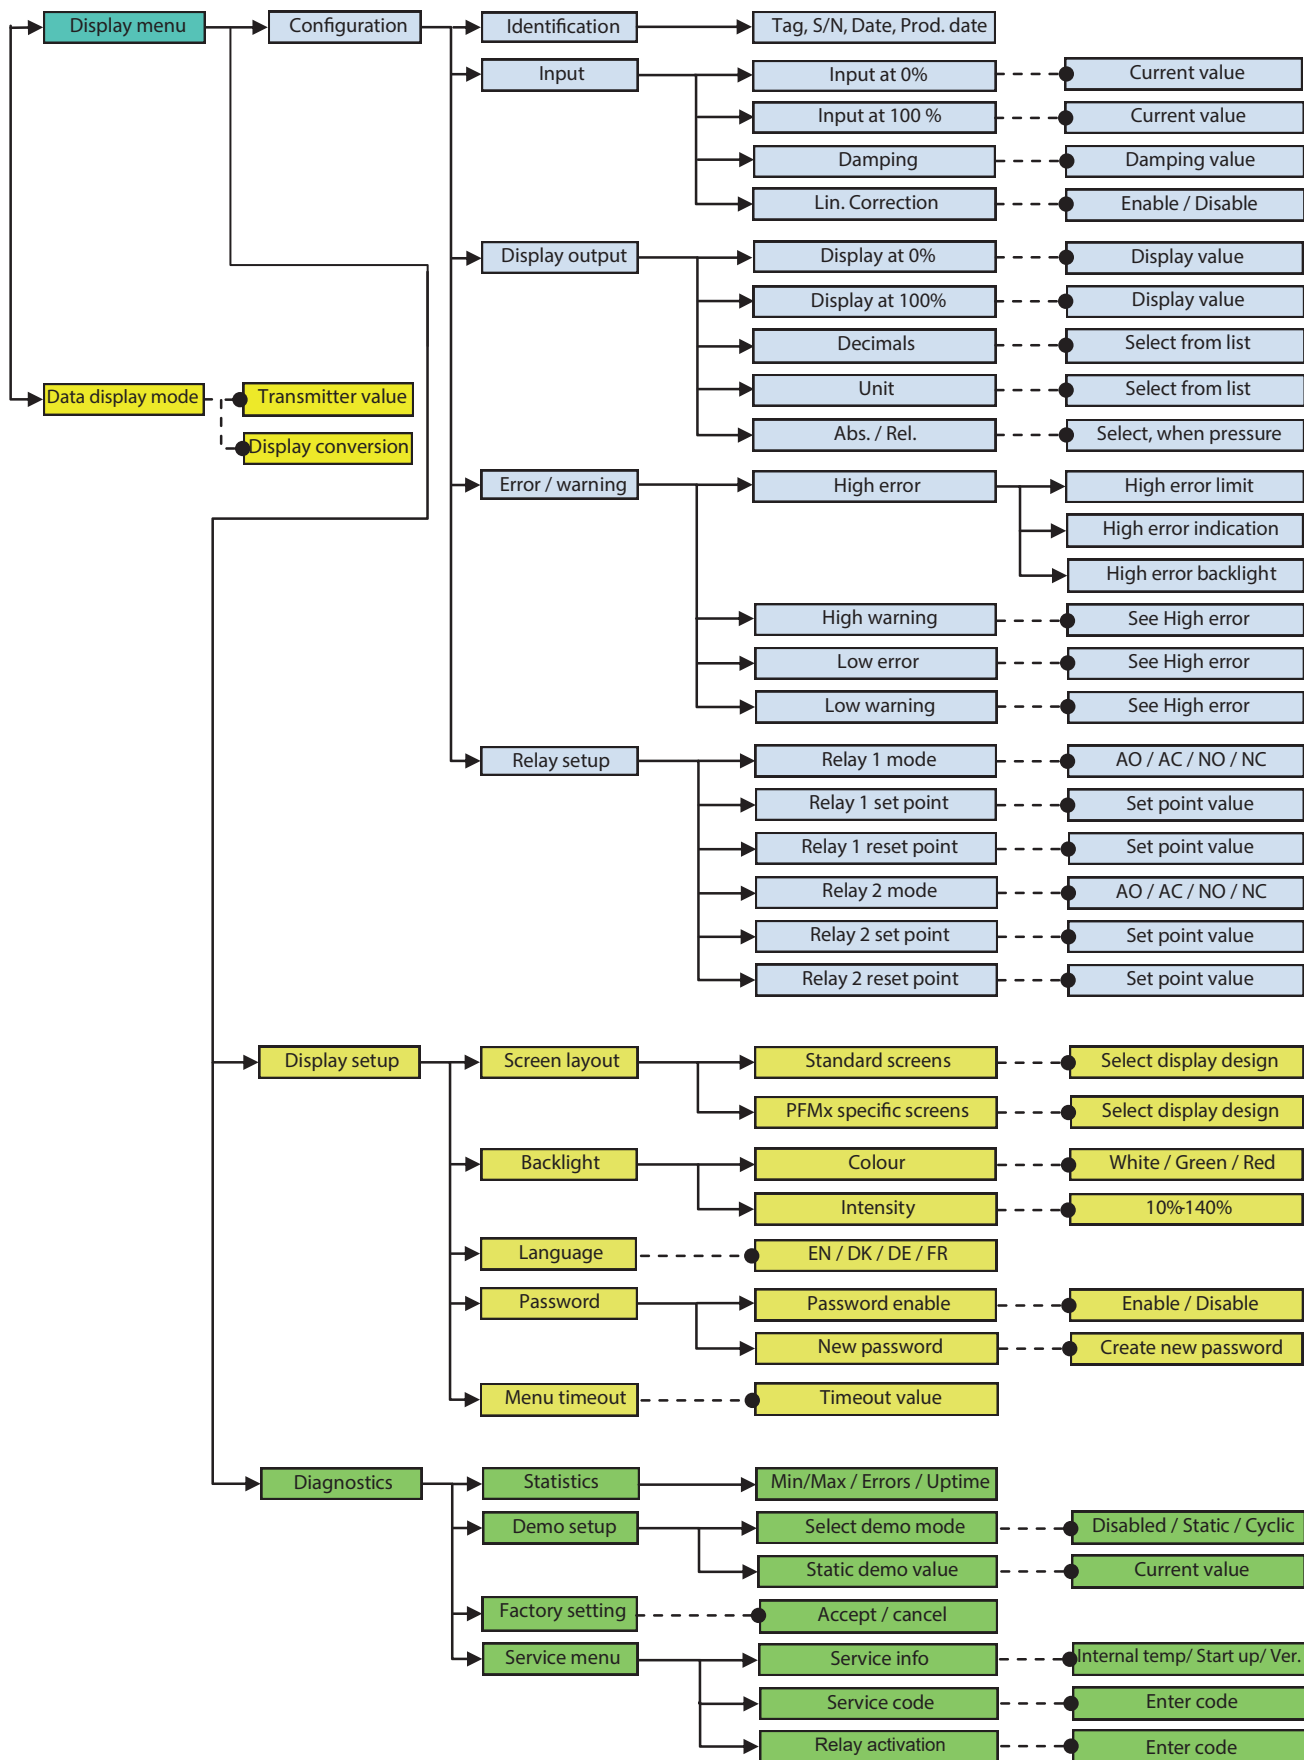 Display menu
Configuration
Identification
Tag, S/N, Date, Prod. date
Input
Input at 0%
Current value
Input at 100 %
Current value
Damping
Damping value
Lin. Correction
Enable / Disable
Display output
Display at 0%
Display value
Display at 100%
Display value
Decimals
Select from list
Unit
Select from list
Abs. / Rel.
Select, when pressure
Data display mode
Transmitter value
Display conversion
Error / warning
High error
High error limit
High error indication
High error backlight
High warning
See High error
Low error
See High error
Low warning
See High error
Relay setup
Relay 1 mode
AO / AC / NO / NC
Relay 1 set point
Set point value
Relay 1 reset point
Set point value
Relay 2 mode
AO / AC / NO / NC
Relay 2 set point
Set point value
Relay 2 reset point
Set point value
Display setup
Screen layout
Standard screens
Select display design
PFMx specific screens
Select display design
Backlight
Colour
White / Green / Red
Intensity
10%-140%
Language
EN / DK / DE / FR
Password
Password enable
Enable / Disable
New password
Create new password
Menu timeout
Timeout value
Diagnostics
Statistics
Min/Max / Errors / Uptime
Demo setup
Select demo mode
Disabled / Static / Cyclic
Static demo value
Current value
Factory setting
Accept / cancel
Service menu
Service info
Internal temp/ Start up/ Ver.
Service code
Enter code
Relay activation
Enter code